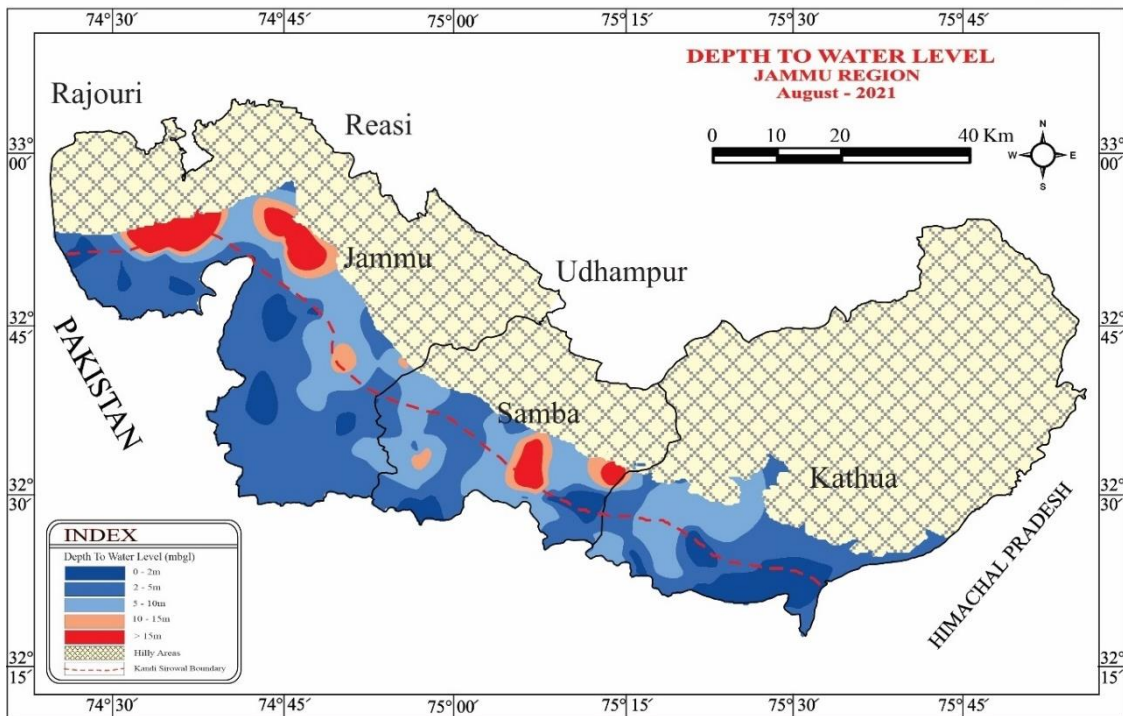 74° 30′ 74° 45′ 75° 00′ 75° 15′ 75° 30′ 75° 45′
DEPTH TO WATER LEVEL
JAMMU REGION
August - 2021
Rajouri
Reasi
0 10 20 40 Km
N
W E
S
33° 00′
33° 00′
Jammu
Udhampur
32° 45′
32° 45′
PAKISTAN
Samba
Kathua
32° 30′
32° 30′
HIMACHAL PRADESH
INDEX
Depth To Water Level (mbgl)
0 - 2m
2 - 5m
5 - 10m
10 - 15m
> 15m
Hilly Areas
Kandi Sirowal Boundary
32° 15′
32° 15′
74° 30′ 74° 45′ 75° 00′ 75° 15′ 75° 30′ 75° 45′